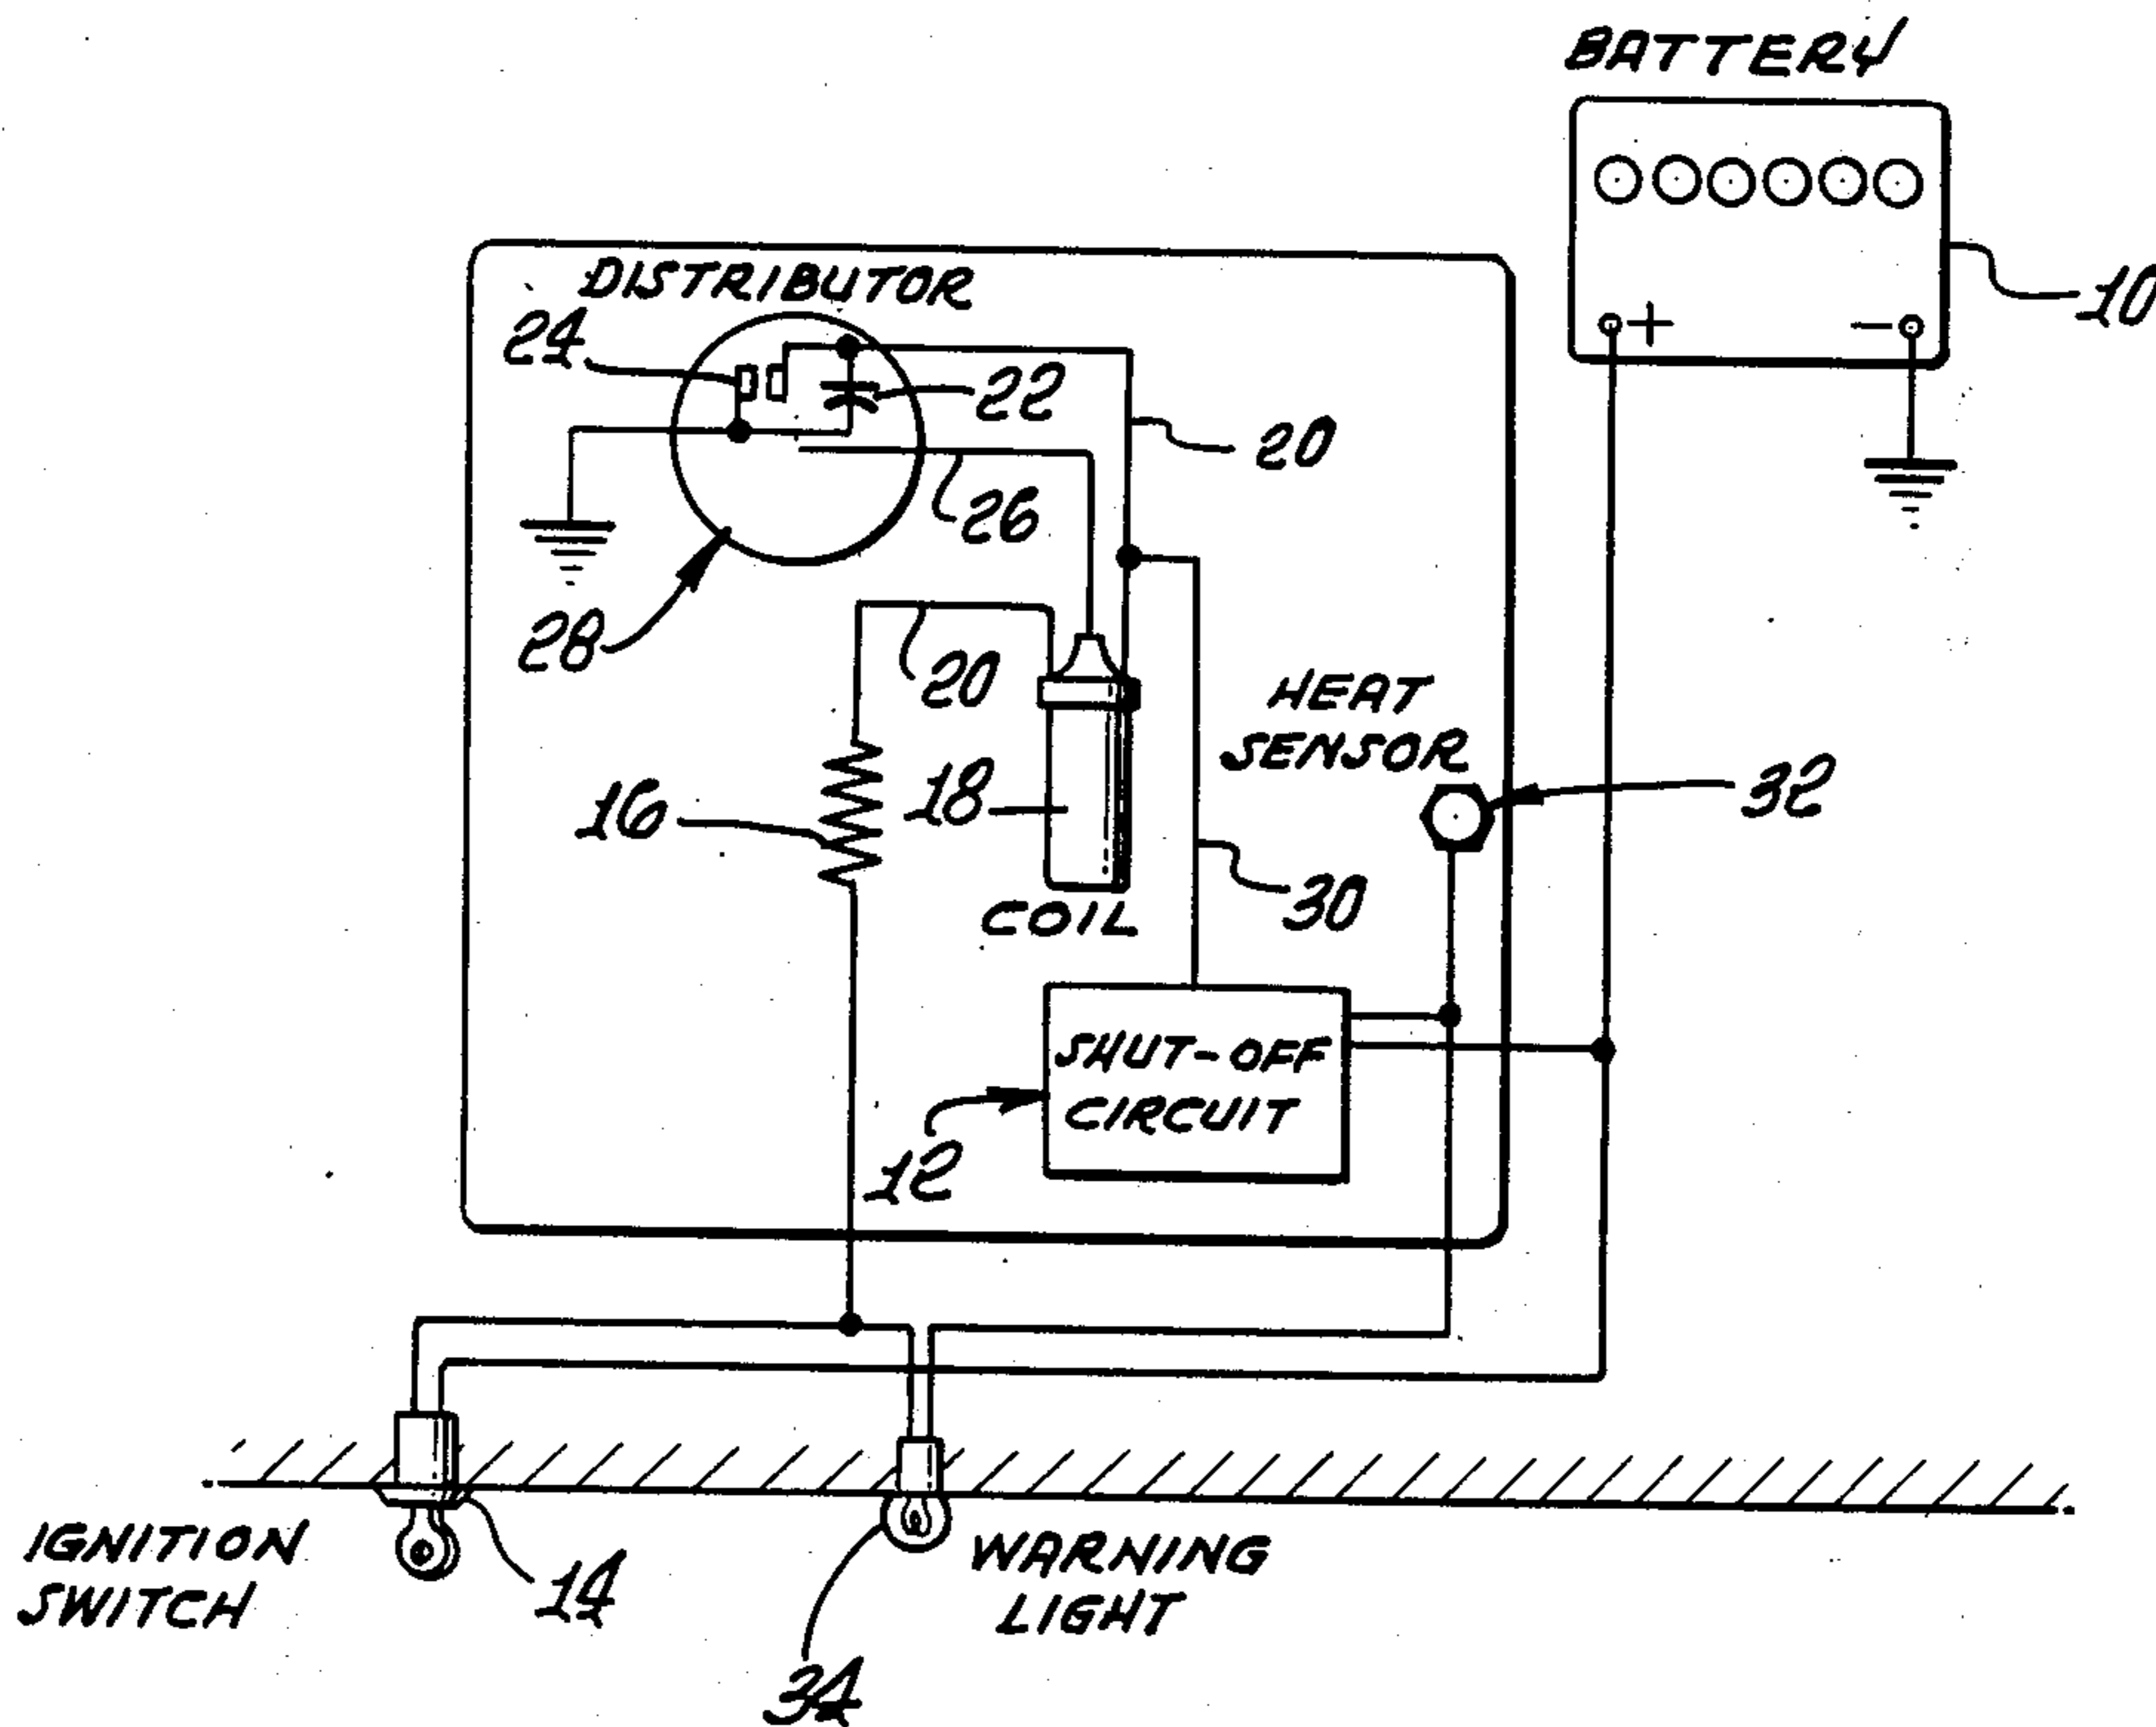 BATTERY
10
+
−
DISTRIBUTOR
24
22
20
26
28
20
HEAT
SENSOR
16
18
32
30
COIL
SHUT-OFF
CIRCUIT
12
IGNITION
SWITCH
14
WARNING
LIGHT
34